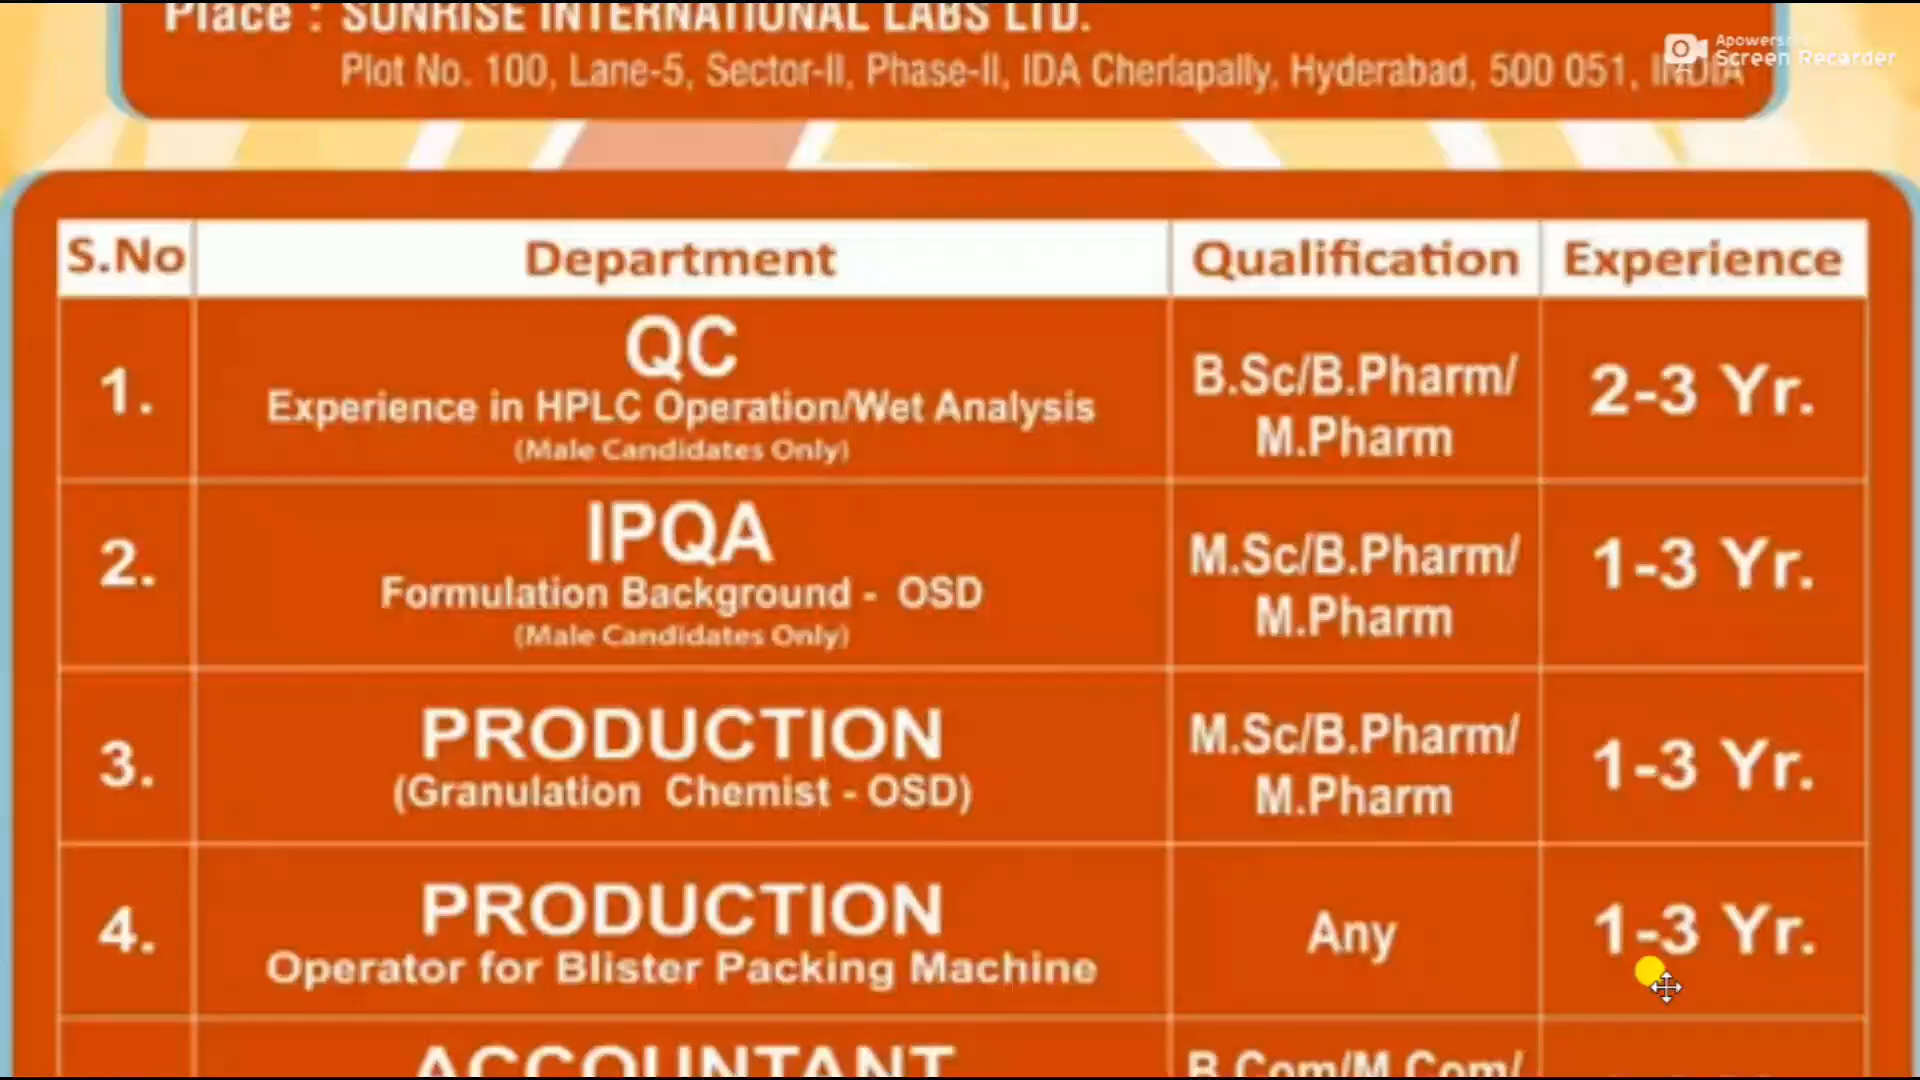 Place : SUNRISE INTERNATIONAL LABS LTD.
Plot No. 100, Lane-5, Sector-II, Phase-II, IDA Cherlapally, Hyderabad, 500 051, INDIA
Screen Recorder
S.No Department Qualification Experience
1. QC B.Sc/B.Pharm/ M.Pharm 2-3 Yr.
Experience in HPLC Operation/Wet Analysis
(Male Candidates Only)
2. IPQA M.Sc/B.Pharm/ M.Pharm 1-3 Yr.
Formulation Background - OSD
(Male Candidates Only)
3. PRODUCTION M.Sc/B.Pharm/ M.Pharm 1-3 Yr.
(Granulation Chemist - OSD)
4. PRODUCTION Any 1-3 Yr.
Operator for Blister Packing Machine
ACCOUNTANT B.Com/M.Com/